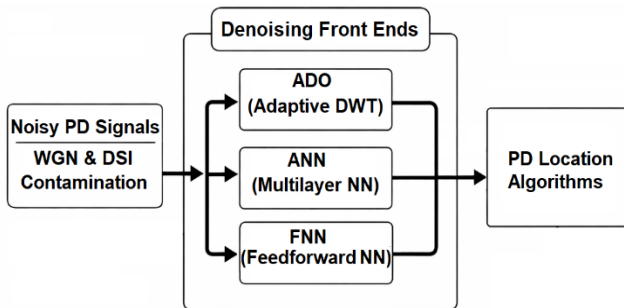 Denoising Front Ends
Noisy PD Signals
WGN & DSI
Contamination
ADO
(Adaptive DWT)
ANN
(Multilayer NN)
FNN
(Feedforward NN)
PD Location
Algorithms